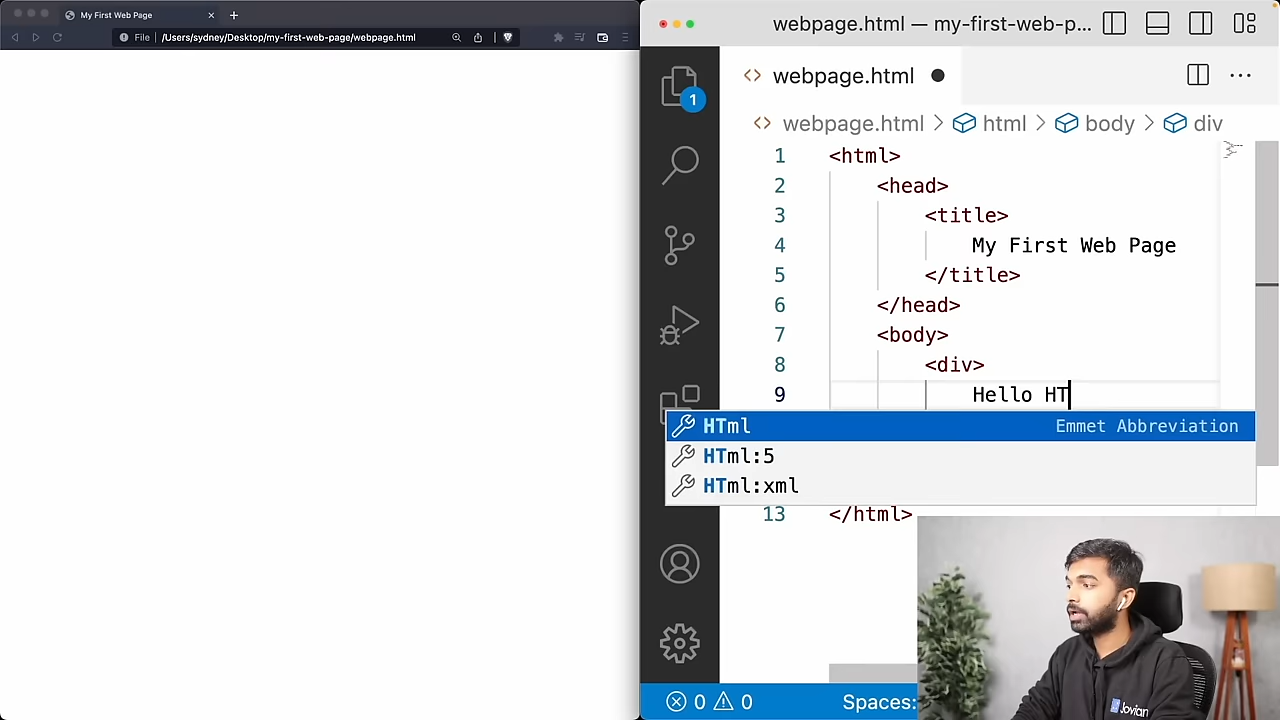 My First Web Page
File
/Users/sydney/Desktop/my-first-web-page/webpage.html
webpage.html — my-first-web-p...
webpage.html
webpage.html > html > body > div
1
1 <html>
2 <head>
3 <title>
4 My First Web Page
5 </title>
6 </head>
7 <body>
8 <div>
9 Hello HT
HTml Emmet Abbreviation
HTml:5
HTml:xml
13 </html>
0 0 Spaces:
Jovian